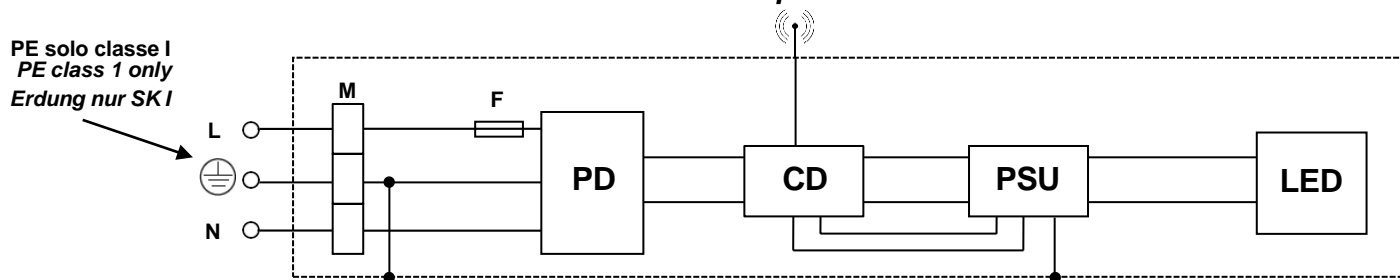 PE solo classe I
PE class 1 only
Erdung nur SK I
M
F
L
N
PD
CD
PSU
LED